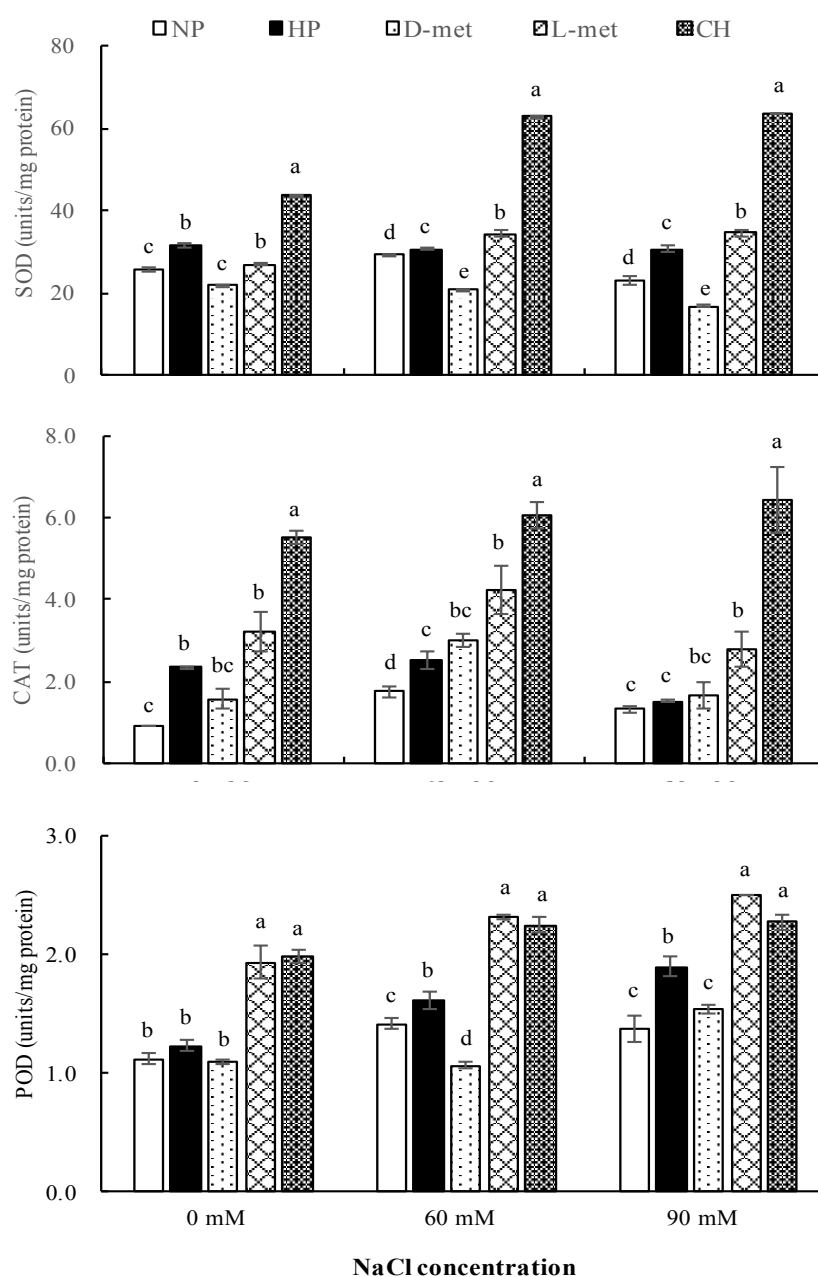 NP HP D-met L-met CH
80
60
40
20
0
SOD (units/mg protein)
c b c b a
d c e b a
d c e b a
8.0
6.0
4.0
2.0
0.0
CAT (units/mg protein)
c b bc b a
d c bc b a
c c bc b a
3.0
2.0
1.0
0.0
POD (units/mg protein)
b b b a a
c b d a a
c b c a a
0 mM 60 mM 90 mM
NaCl concentration